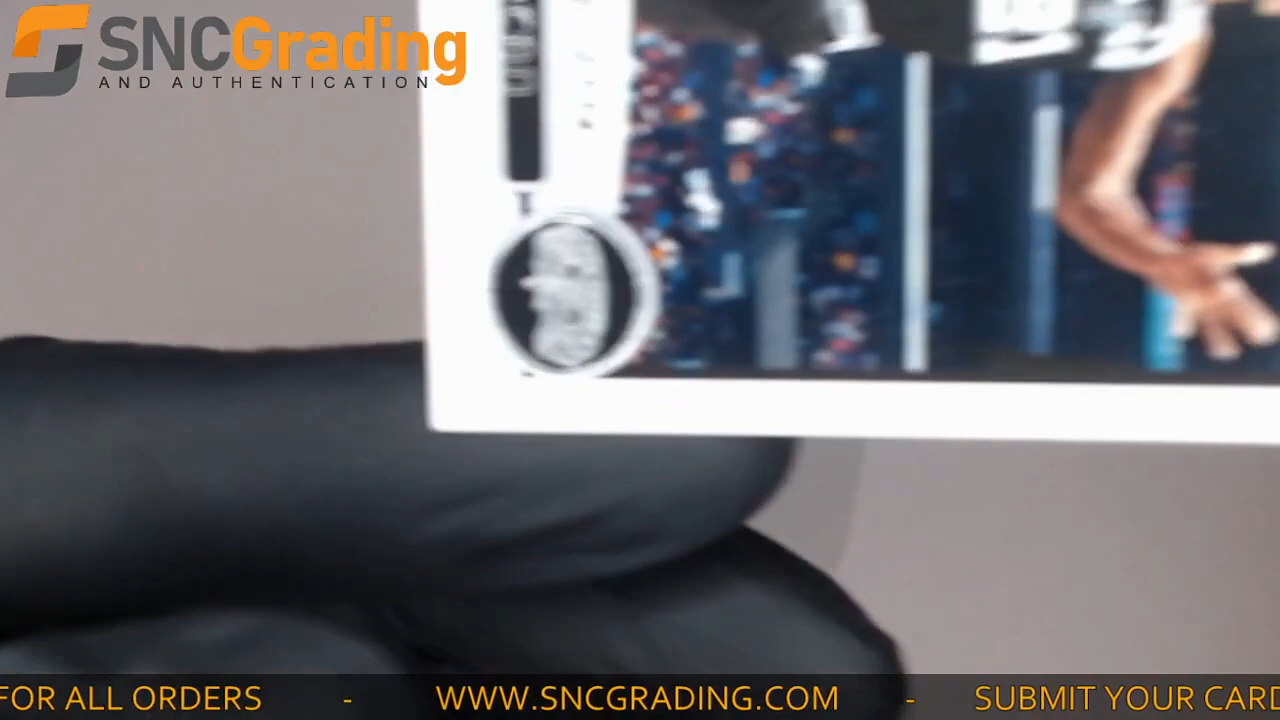 SNCGrading
AND AUTHENTICATION
FOR ALL ORDERS - WWW.SNCGRADING.COM - SUBMIT YOUR CARD